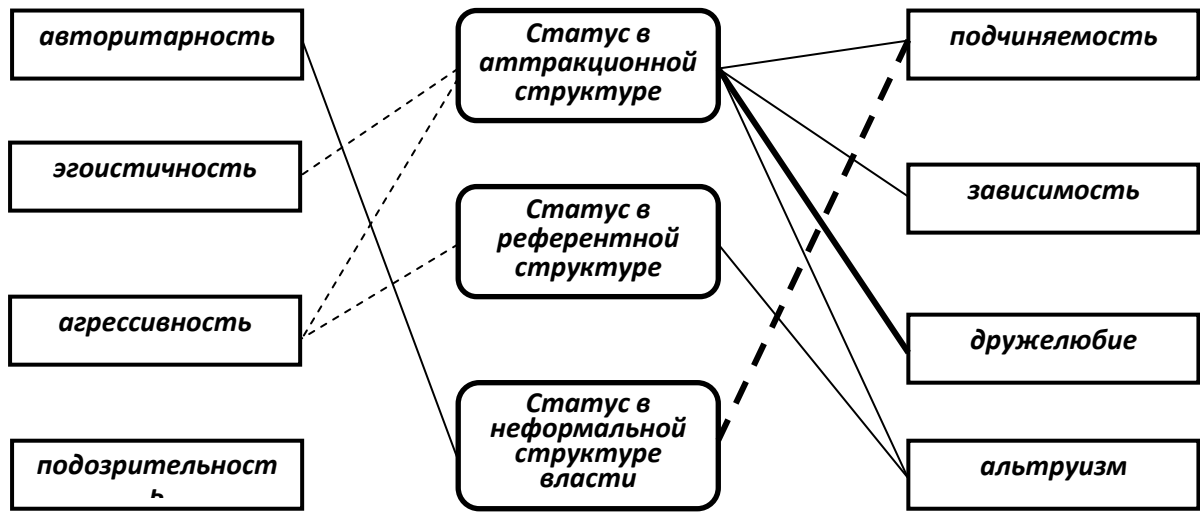 авторитарность
Статус в
аттракционной
структуре
подчиняемость
эгоистичность
зависимость
Статус в
референтной
структуре
агрессивность
дружелюбие
Статус в
неформальной
структуре
власти
подозрительност
ь
альтруизм